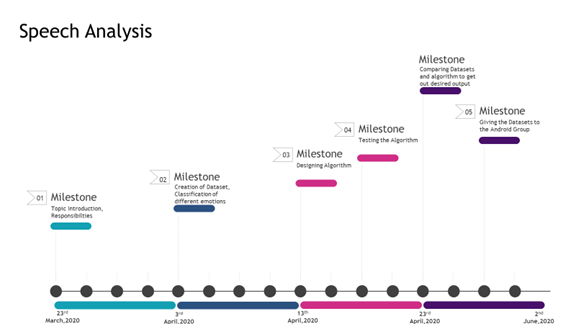 Speech Analysis
01
Milestone
Topic Introduction,
Responsibilities
02
Milestone
Creation of Dataset,
Classification of
different emotions
03
Milestone
Designing Algorithm
04
Milestone
Testing the Algorithm
Milestone
Comparing Datasets
and algorithm to get
out desired output
05
Milestone
Giving the Datasets to
the Android Group
23rd
March,2020
3rd
April,2020
13th
April,2020
23rd
April,2020
2nd
June,2020